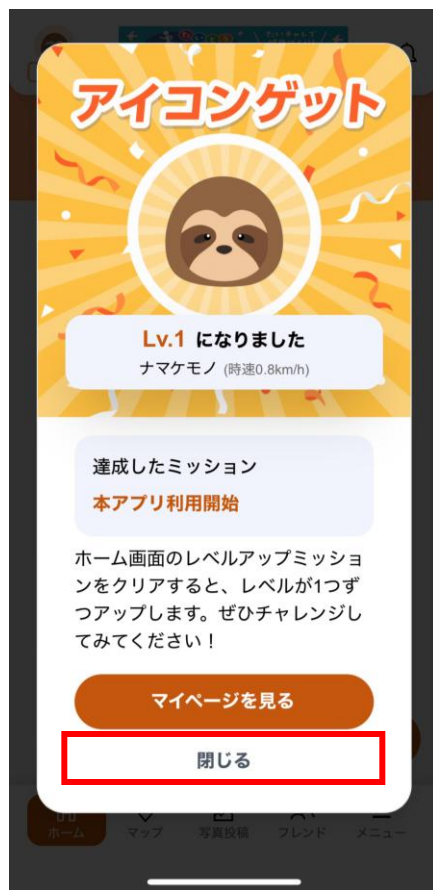 アイコンゲット
Lv.1 になりました
ナマケモノ (時速0.8km/h)
達成したミッション
本アプリ利用開始
ホーム画面のレベルアップミッショ
ンをクリアすると、レベルが1つず
つアップします。ぜひチャレンジし
てみてください！
マイページを見る
閉じる
ホーム マップ 写真投稿 フレンド メニュー